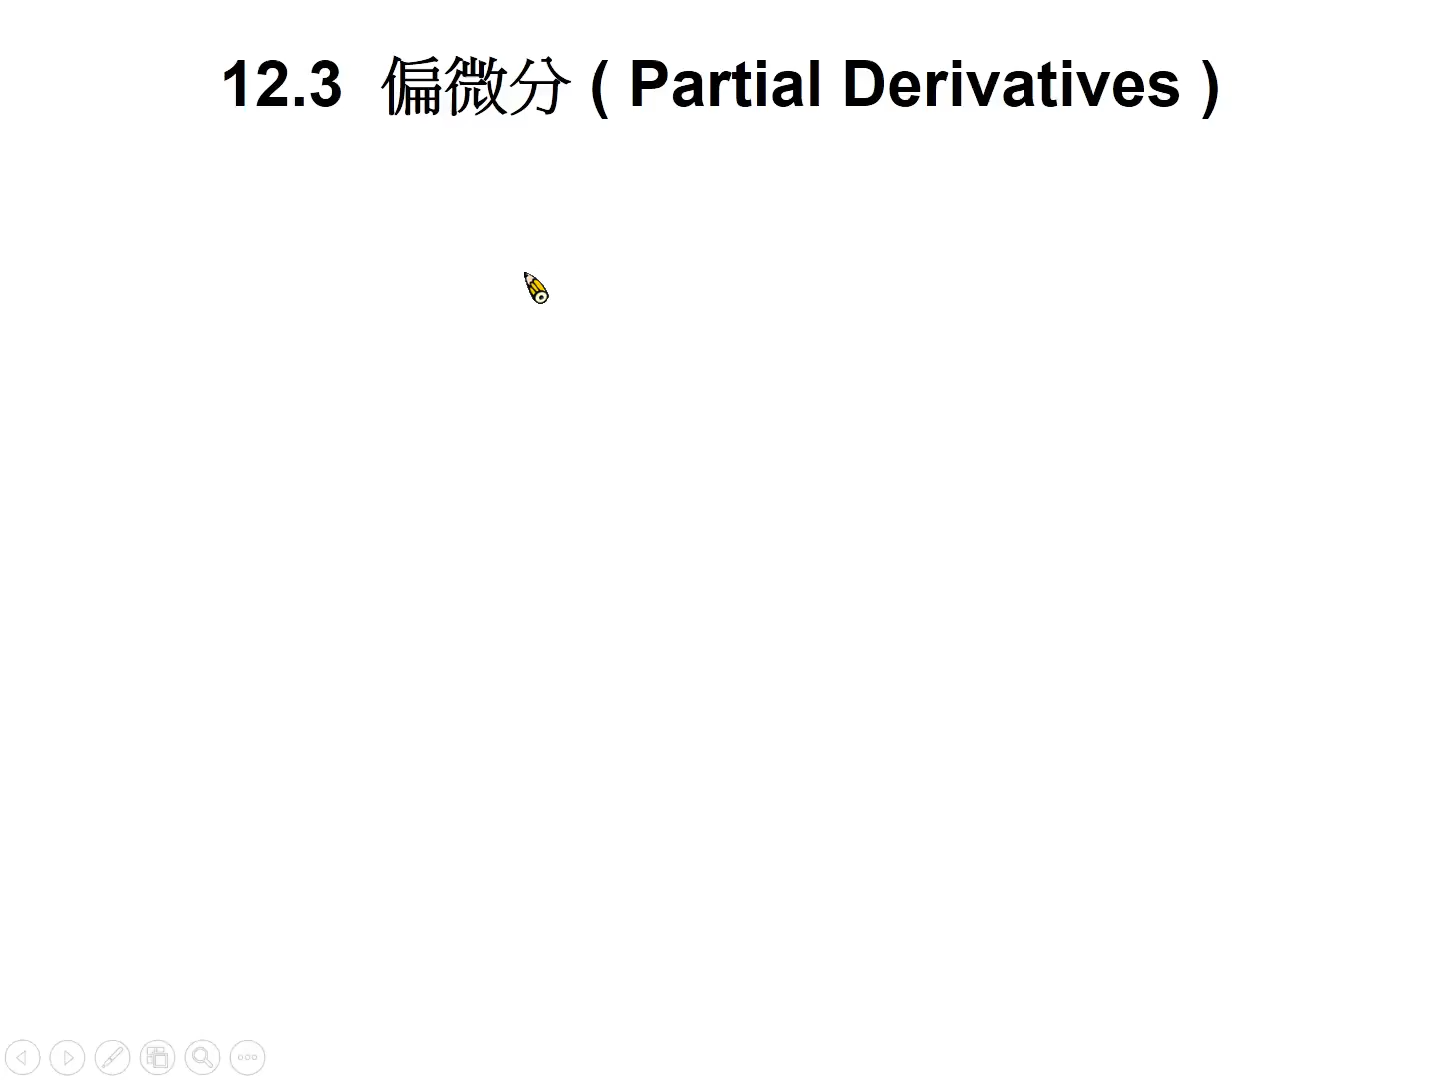 12.3 偏微分 ( Partial Derivatives )